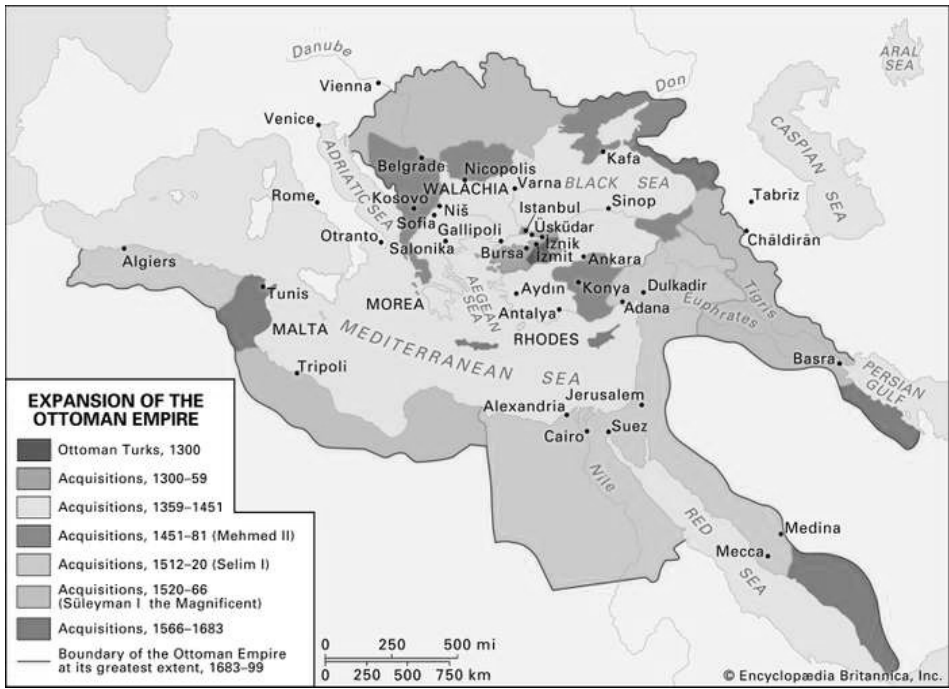 ARAL
SEA
Danube
Vienna
Don
Venice
CASPIAN
SEA
ADRIATIC SEA
Belgrade
Nicopolis
Kafa
WALACHIA
Varna
BLACK SEA
Rome
Kosovo
Niš
Sinop
Tabrīz
Sofia
Istanbul
Otranto
Gallipoli
Üsküdar
Chāldirān
Salonika
İznik
Algiers
Bursa
İzmit
Ankara
Tunis
AEGEAN
SEA
Aydın
Konya
Dulkadir
Tigris
MOREA
Antalya
Adana
Euphrates
MALTA
RHODES
MEDITERRANEAN SEA
Basra
PERSIAN
GULF
Tripoli
Jerusalem
Alexandria
Cairo
Suez
Nile
RED
SEA
Medina
Mecca
EXPANSION OF THE
OTTOMAN EMPIRE
Ottoman Turks, 1300
Acquisitions, 1300–59
Acquisitions, 1359–1451
Acquisitions, 1451–81 (Mehmed II)
Acquisitions, 1512–20 (Selim I)
Acquisitions, 1520–66
(Süleyman I the Magnificent)
Acquisitions, 1566–1683
Boundary of the Ottoman Empire
at its greatest extent, 1683–99
0 250 500 mi
0 250 500 750 km
© Encyclopædia Britannica, Inc.